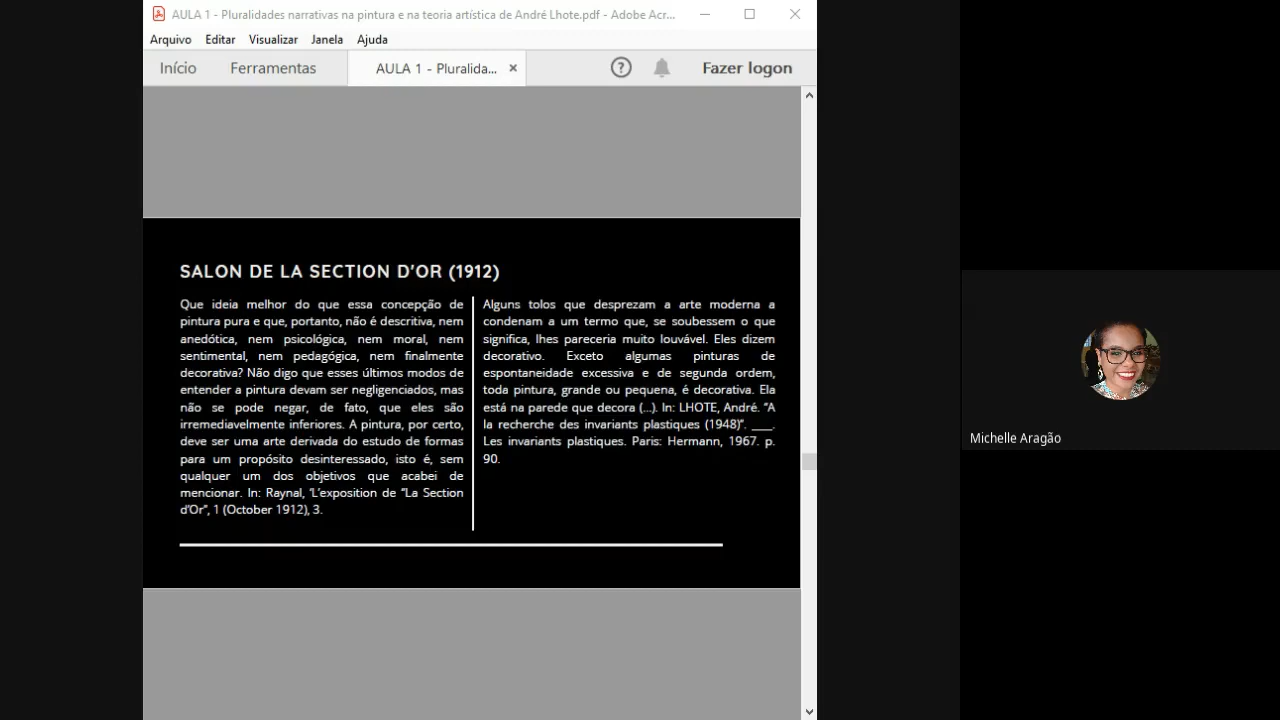 AULA 1 - Pluralidades narrativas na pintura e na teoria artística de André Lhote.pdf - Adobe Acr...
Arquivo Editar Visualizar Janela Ajuda
Início Ferramentas AULA 1 - Pluralida... × ? Fazer logon
SALON DE LA SECTION D'OR (1912)
Que ideia melhor do que essa concepção de
pintura pura e que, portanto, não é descritiva, nem
anedótica, nem psicológica, nem moral, nem
sentimental, nem pedagógica, nem finalmente
decorativa? Não digo que esses últimos modos de
entender a pintura devam ser negligenciados, mas
não se pode negar, de fato, que eles são
irremediavelmente inferiores. A pintura, por certo,
deve ser uma arte derivada do estudo de formas
para um propósito desinteressado, isto é, sem
qualquer um dos objetivos que acabei de
mencionar. In: Raynal, 'L'exposition de "La Section
d'Or", 1 (October 1912), 3.
Alguns tolos que desprezam a arte moderna a
condenam a um termo que, se soubessem o que
significa, lhes pareceria muito louvável. Eles dizem
decorativo. Exceto algumas pinturas de
espontaneidade excessiva e de segunda ordem,
toda pintura, grande ou pequena, é decorativa. Ela
está na parede que decora (...). In: LHOTE, André. "A
la recherche des invariants plastiques (1948)". ____.
Les invariants plastiques. Paris: Hermann, 1967. p.
90.
Michelle Aragão